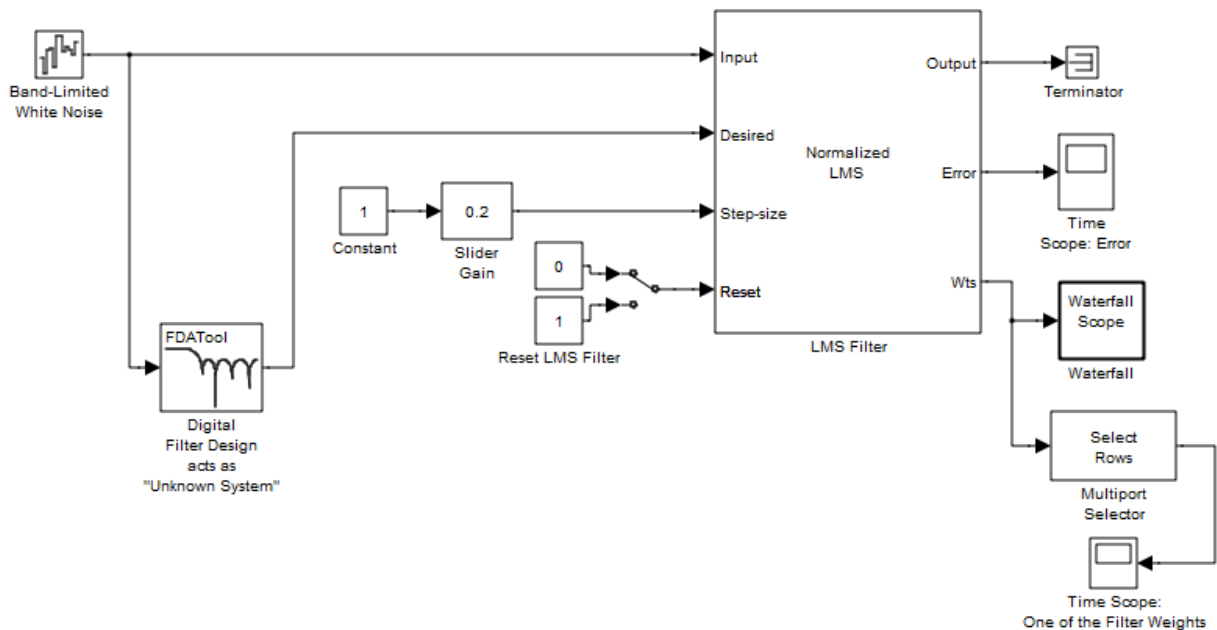 Band-Limited
White Noise
Input
Desired
Step-size
Reset
Normalized
LMS
Output
Error
Wts
LMS Filter
Terminator
Time
Scope: Error
1
Constant
0.2
Slider
Gain
0
1
Reset LMS Filter
Waterfall
Scope
Waterfall
FDATool
Digital
Filter Design
acts as
"Unknown System"
Select
Rows
Multiport
Selector
Time Scope:
One of the Filter Weights